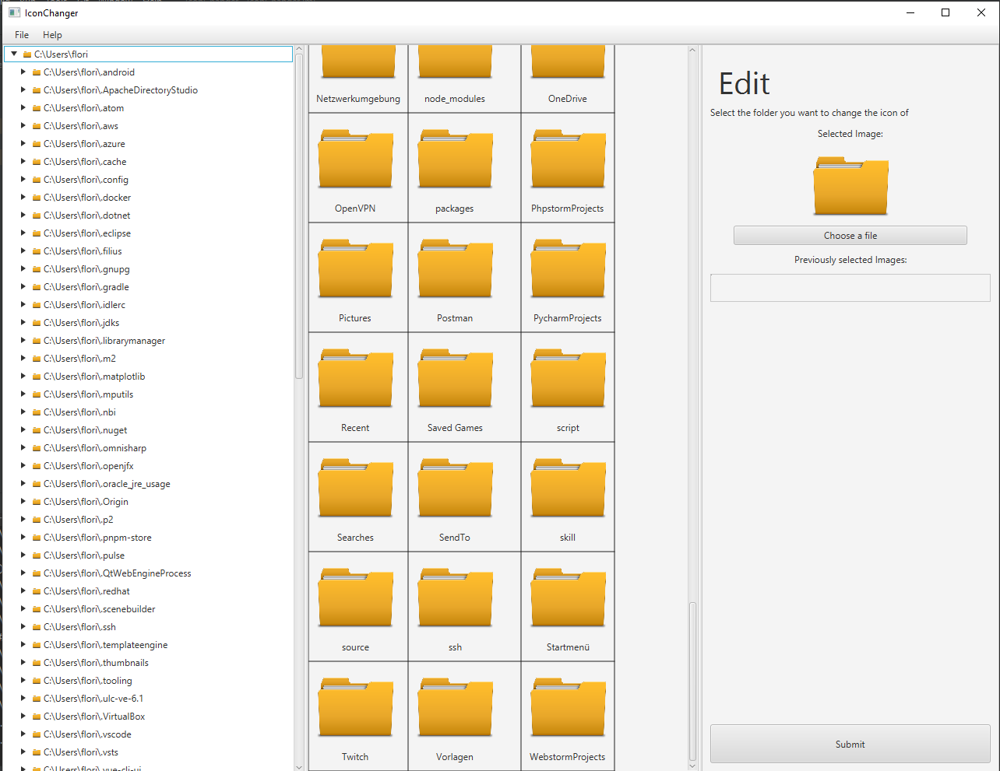 IconChanger
File Help
C:\Users\flori
C:\Users\flori\.android
C:\Users\flori\.ApacheDirectoryStudio
C:\Users\flori\.atom
C:\Users\flori\.aws
C:\Users\flori\.azure
C:\Users\flori\.cache
C:\Users\flori\.config
C:\Users\flori\.docker
C:\Users\flori\.dotnet
C:\Users\flori\.eclipse
C:\Users\flori\.filius
C:\Users\flori\.gnupg
C:\Users\flori\.gradle
C:\Users\flori\.idlerc
C:\Users\flori\.jdks
C:\Users\flori\.librarymanager
C:\Users\flori\.m2
C:\Users\flori\.matplotlib
C:\Users\flori\.mputils
C:\Users\flori\.nbi
C:\Users\flori\.nuget
C:\Users\flori\.omnisharp
C:\Users\flori\.openjfx
C:\Users\flori\.oracle_jre_usage
C:\Users\flori\.Origin
C:\Users\flori\.p2
C:\Users\flori\.pnpm-store
C:\Users\flori\.pulse
C:\Users\flori\.QtWebEngineProcess
C:\Users\flori\.redhat
C:\Users\flori\.scenebuilder
C:\Users\flori\.ssh
C:\Users\flori\.templateengine
C:\Users\flori\.thumbnails
C:\Users\flori\.tooling
C:\Users\flori\.ulc-ve-6.1
C:\Users\flori\.VirtualBox
C:\Users\flori\.vscode
C:\Users\flori\.vsts
C:\Users\flori\.vue-cli-ui
Netzwerkumgebung node_modules OneDrive
OpenVPN packages PhpstormProjects
Pictures Postman PycharmProjects
Recent Saved Games script
Searches SendTo skill
source ssh Startmenü
Twitch Vorlagen WebstormProjects
Edit
Select the folder you want to change the icon of
Selected Image:
Choose a file
Previously selected Images:
Submit